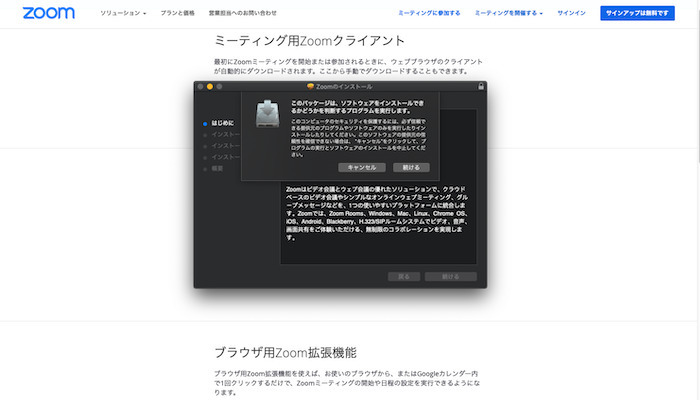 zoom ソリューション プランと価格 営業担当へのお問い合わせ ミーティングに参加する ミーティングを開催する サインイン サインアップは無料です
ミーティング用Zoomクライアント
最初にZoomミーティングを開始または参加されるときに、ウェブブラウザのクライアント
が自動的にダウンロードされます。ここから手動でダウンロードすることもできます。
Zoomのインストール
このパッケージは、ソフトウェアをインストールでき
るかどうかを判断するプログラムを実行します。
このコンピュータのセキュリティを保護するには、必ず信頼で
きる提供元のプログラムやソフトウェアのみを実行したりイン
ストールしたりしてください。このソフトウェアの提供元の信
頼性を確信できない場合は、"キャンセル"をクリックして、プ
ログラムの実行とソフトウェアのインストールを中止してくだ
さい。
キャンセル 続ける
はじめに
インストー
インストー
インストー
概要
Zoomはビデオ会議とウェブ会議の優れたソリューションで、クラウド
ベースのビデオ会議やシンプルなオンラインウェブミーティング、グル
ープメッセージなどを、1つの使いやすいプラットフォームに統合しま
す。Zoomでは、Zoom Rooms、Windows、Mac、Linux、Chrome OS、
iOS、Android、Blackberry、H.323/SIPルームシステムでビデオ、音声、
画面共有をご体験いただける、無制限のコラボレーションを実現しま
す。
戻る 続ける
ブラウザ用Zoom拡張機能
ブラウザ用Zoom拡張機能を使えば、お使いのブラウザから、またはGoogleカレンダー内
で1回クリックするだけで、Zoomミーティングの開始や日程の設定を実行できるようにな
ります。